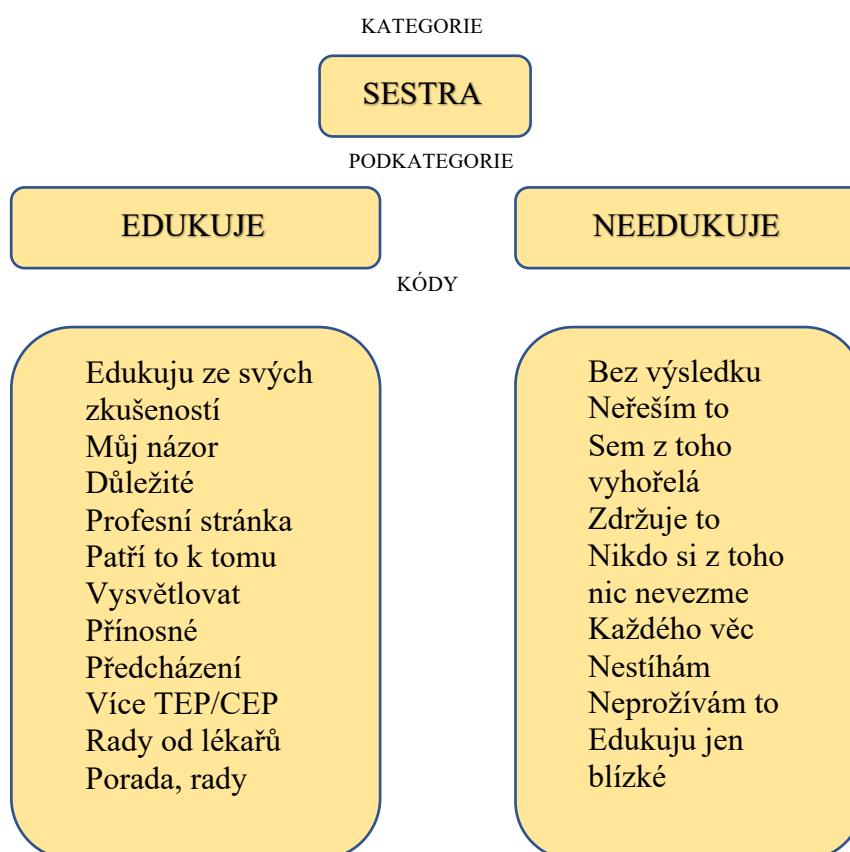 KATEGORIE
SESTRA
PODKATEGORIE
EDUKUJE
NEEDUKUJE
KÓDY
Edukuju ze svých
zkušeností
Můj názor
Důležité
Profesní stránka
Patří to k tomu
Vysvětlovat
Přínosné
Předcházení
Více TEP/CEP
Rady od lékařů
Porada, rady
Bez výsledku
Neřeším to
Sem z toho
vyhořelá
Zdržuje to
Nikdo si z toho
nic nevezme
Každého věc
Nestíhám
Neprožívám to
Edukuju jen
blízké